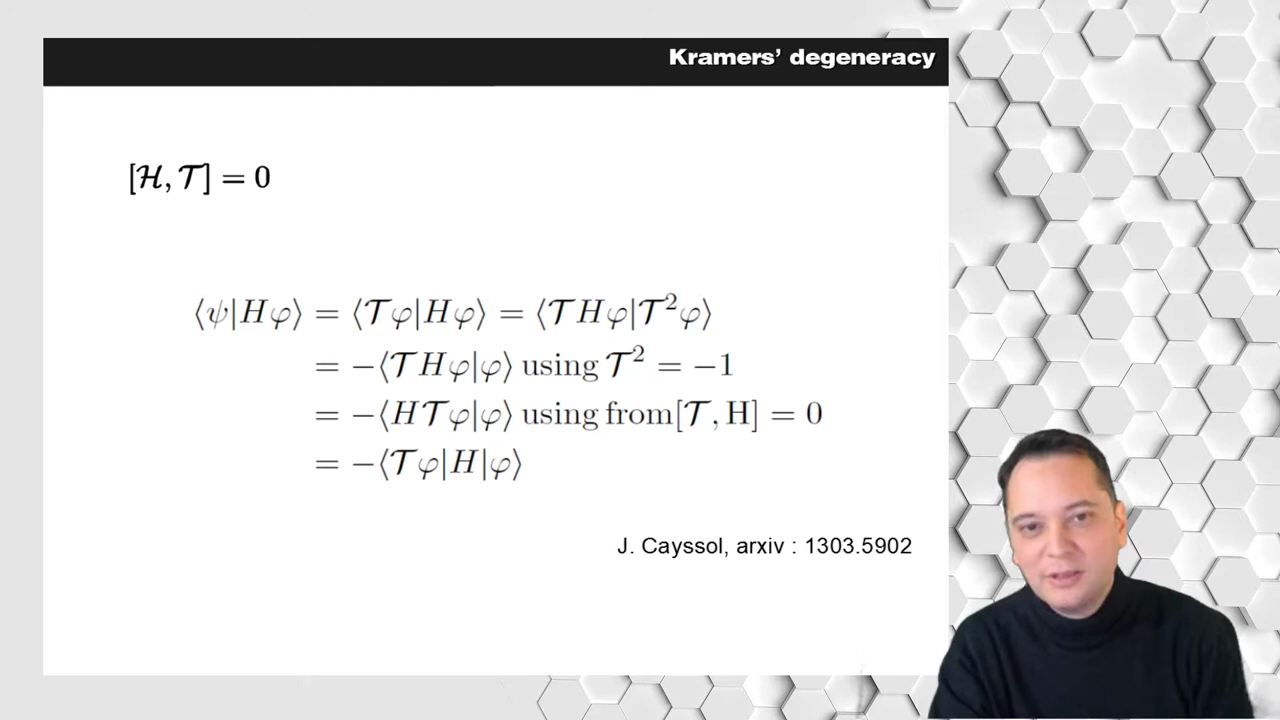 Kramers' degeneracy
[ℋ, 𝒯] = 0
⟨ψ|Hφ⟩ = ⟨𝒯φ|Hφ⟩ = ⟨𝒯Hφ|𝒯²φ⟩
= −⟨𝒯Hφ|φ⟩ using 𝒯² = −1
= −⟨H𝒯φ|φ⟩ using from[𝒯, H] = 0
= −⟨𝒯φ|H|φ⟩
J. Cayssol, arxiv : 1303.5902